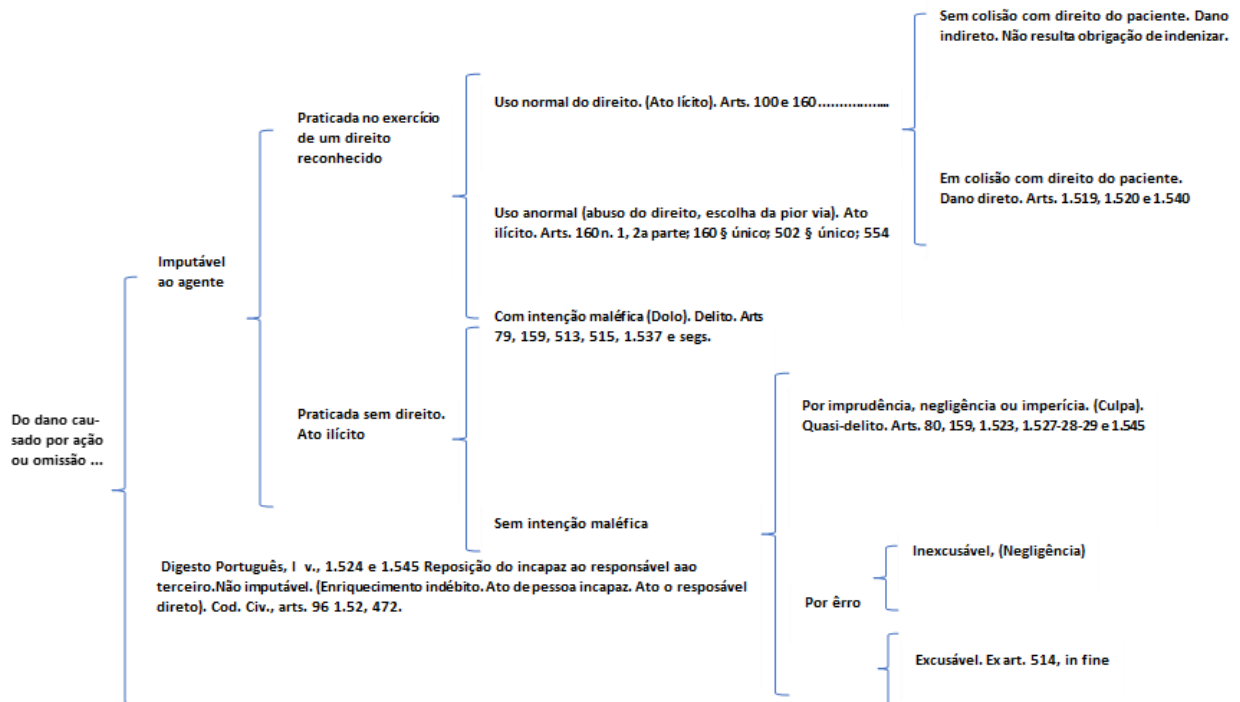 Sem colisão com direito do paciente. Dano
indireto. Não resulta obrigação de indenizar.
Uso normal do direito. (Ato lícito). Arts. 100 e 160..................
Praticada no exercício
de um direito
reconhecido
Em colisão com direito do paciente.
Dano direto. Arts. 1.519, 1.520 e 1.540
Uso anormal (abuso do direito, escolha da pior via). Ato
ilícito. Arts. 160 n. 1, 2a parte; 160 § único; 502 § único; 554
Imputável
ao agente
Com intenção maléfica (Dolo). Delito. Arts
79, 159, 513, 515, 1.537 e segs.
Praticada sem direito.
Ato ilícito
Por imprudência, negligência ou imperícia. (Culpa).
Quasi-delito. Arts. 80, 159, 1.523, 1.527-28-29 e 1.545
Do dano cau-
sado por ação
ou omissão ...
Sem intenção maléfica
Inexcusável, (Negligência)
Digesto Português, I v., 1.524 e 1.545 Reposição do incapaz ao responsável aao
terceiro.Não imputável. (Enriquecimento indébito. Ato de pessoa incapaz. Ato o resposável
direto). Cod. Civ., arts. 96 1.52, 472.
Por êrro
Excusável. Ex art. 514, in fine